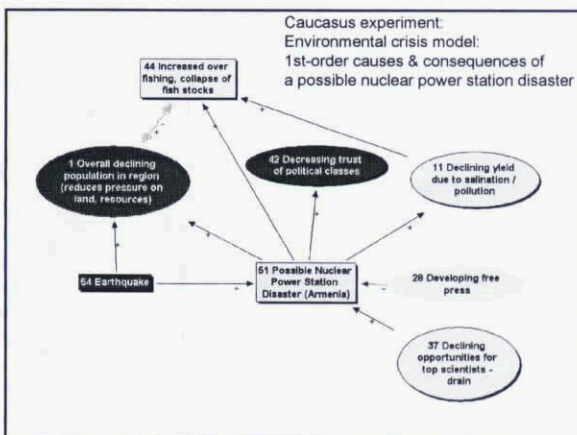 Caucasus experiment:
Environmental crisis model:
1st-order causes & consequences of
a possible nuclear power station disaster
44 Increased over
fishing, collapse of
fish stocks
1 Overall declining
population in region
(reduces pressure on
land, resources)
42 Decreasing trust
of political classes
11 Declining yleid
due to salination /
pollution
64 Earthquake
61 Possible Nuclear
Power Station
Disaster (Armenia)
28 Developing free
press
37 Declining
opportunities for
top scientists -
drain